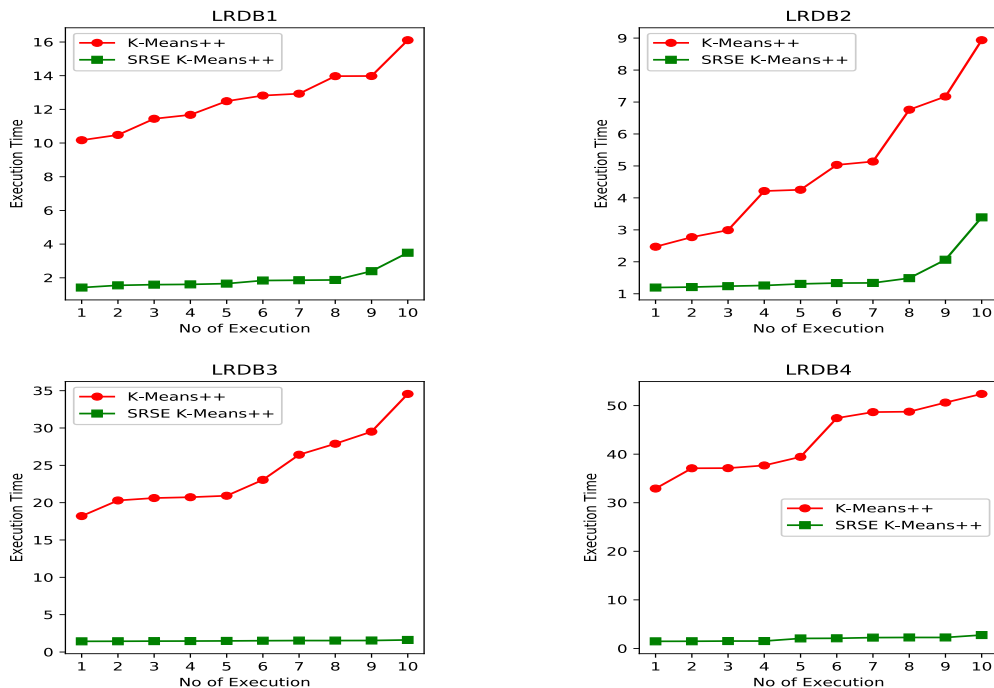 LRDB1
K-Means++
SRSE K-Means++
16
14
12
10
8
6
4
2
Execution Time
1 2 3 4 5 6 7 8 9 10
No of Execution
LRDB2
K-Means++
SRSE K-Means++
9
8
7
6
5
4
3
2
1
Execution Time
1 2 3 4 5 6 7 8 9 10
No of Execution
LRDB3
K-Means++
SRSE K-Means++
35
30
25
20
15
10
5
0
Execution Time
1 2 3 4 5 6 7 8 9 10
No of Execution
LRDB4
50
40
30
20
10
0
Execution Time
K-Means++
SRSE K-Means++
1 2 3 4 5 6 7 8 9 10
No of Execution